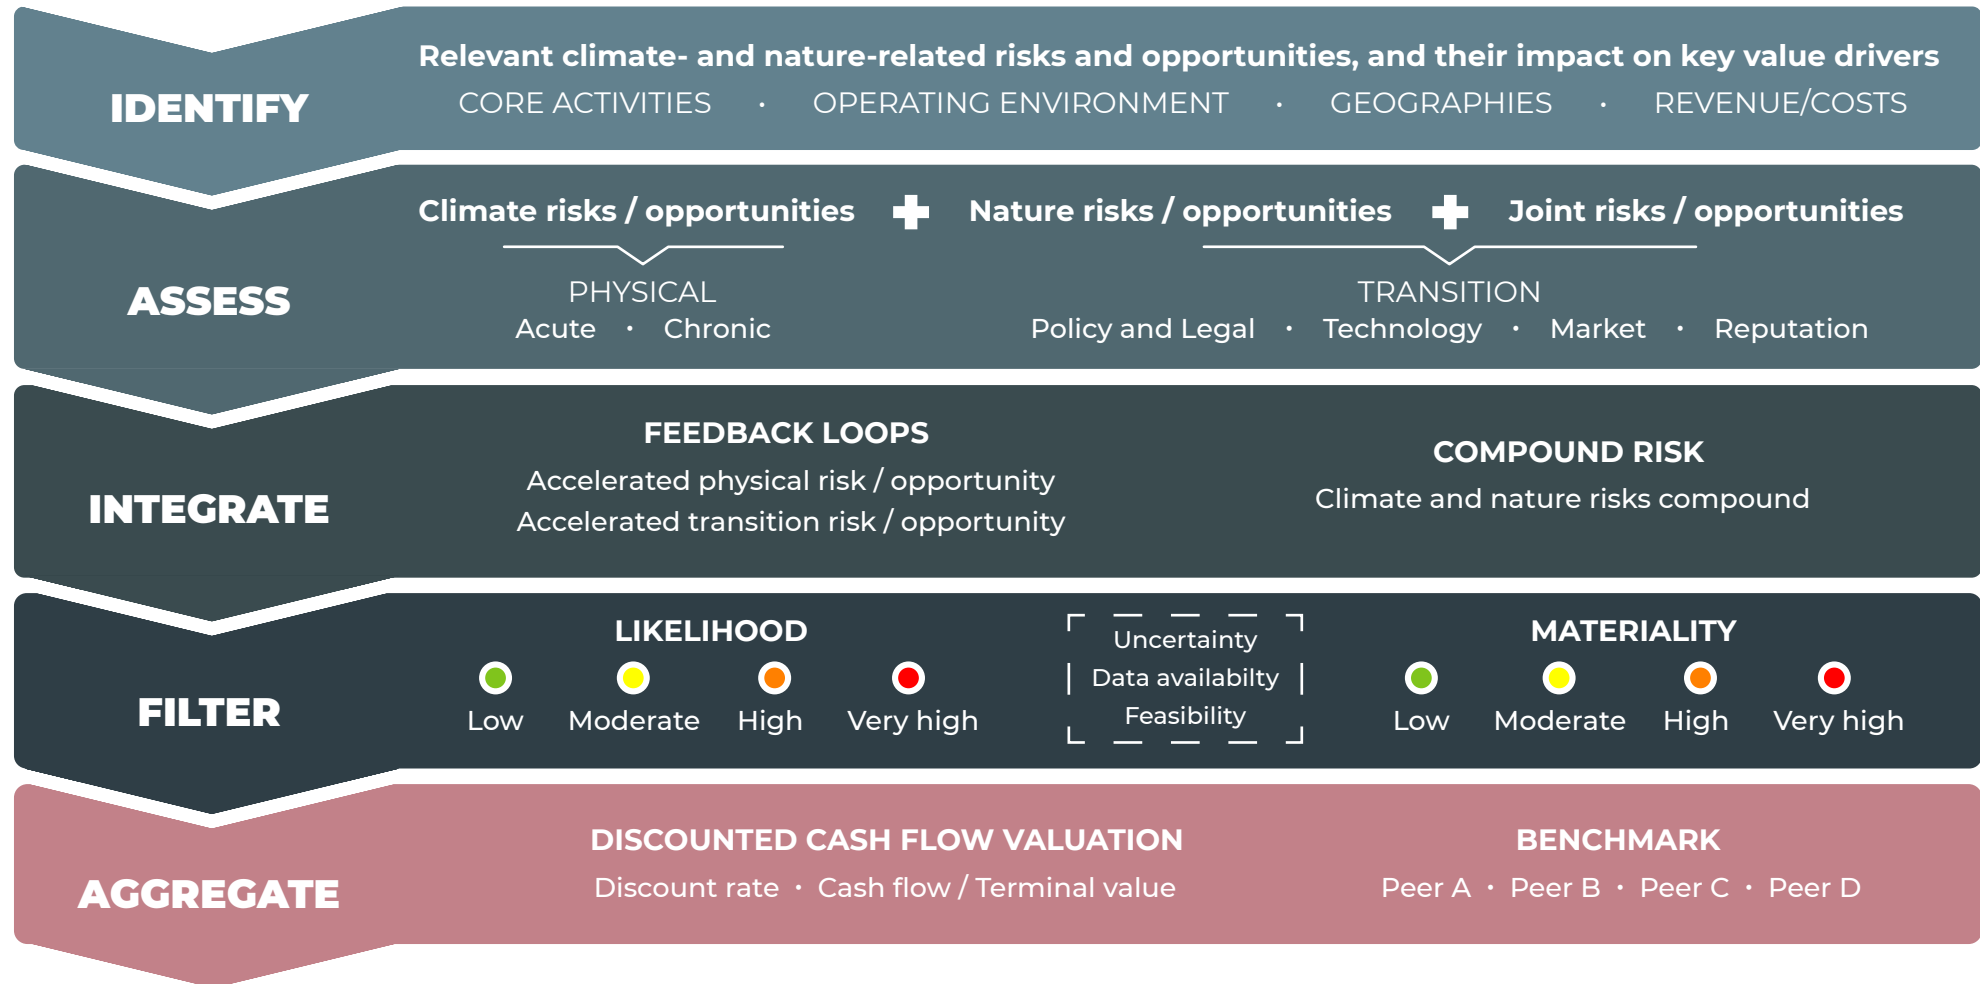 IDENTIFY
Relevant climate- and nature-related risks and opportunities, and their impact on key value drivers
CORE ACTIVITIES • OPERATING ENVIRONMENT • GEOGRAPHIES • REVENUE/COSTS
ASSESS
Climate risks / opportunities + Nature risks / opportunities + Joint risks / opportunities
PHYSICAL
Acute • Chronic
TRANSITION
Policy and Legal • Technology • Market • Reputation
INTEGRATE
FEEDBACK LOOPS
Accelerated physical risk / opportunity
Accelerated transition risk / opportunity
COMPOUND RISK
Climate and nature risks compound
FILTER
LIKELIHOOD
Low Moderate High Very high
Uncertainty
Data availabilty
Feasibility
MATERIALITY
Low Moderate High Very high
AGGREGATE
DISCOUNTED CASH FLOW VALUATION
Discount rate • Cash flow / Terminal value
BENCHMARK
Peer A • Peer B • Peer C • Peer D